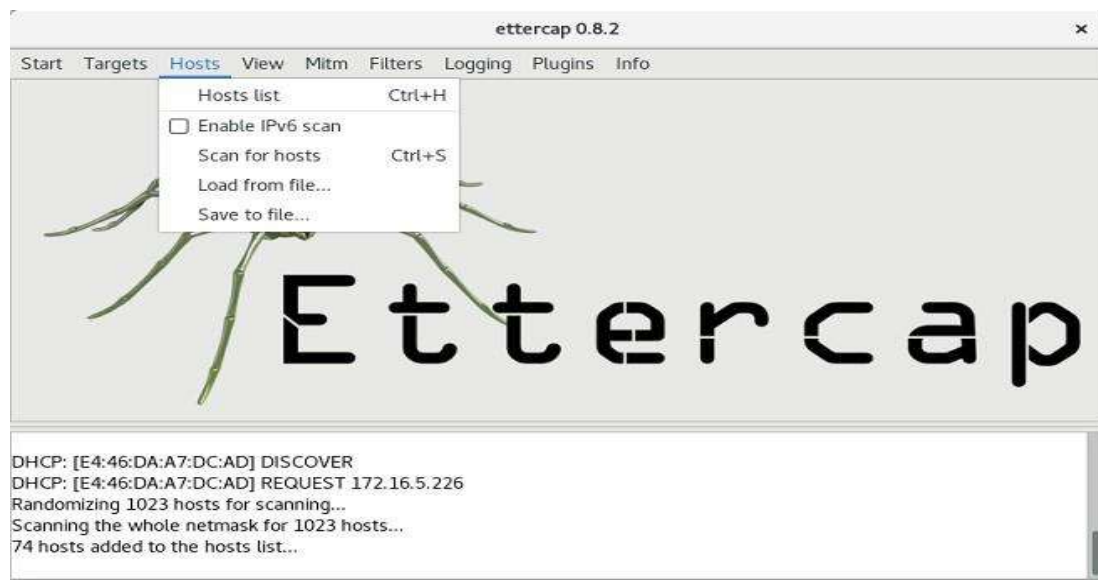 ettercap 0.8.2 ×
Start Targets Hosts View Mitm Filters Logging Plugins Info
Hosts list Ctrl+H
Enable IPv6 scan
Scan for hosts Ctrl+S
Load from file...
Save to file...
Ettercap
DHCP: [E4:46:DA:A7:DC:AD] DISCOVER
DHCP: [E4:46:DA:A7:DC:AD] REQUEST 172.16.5.226
Randomizing 1023 hosts for scanning...
Scanning the whole netmask for 1023 hosts...
74 hosts added to the hosts list...